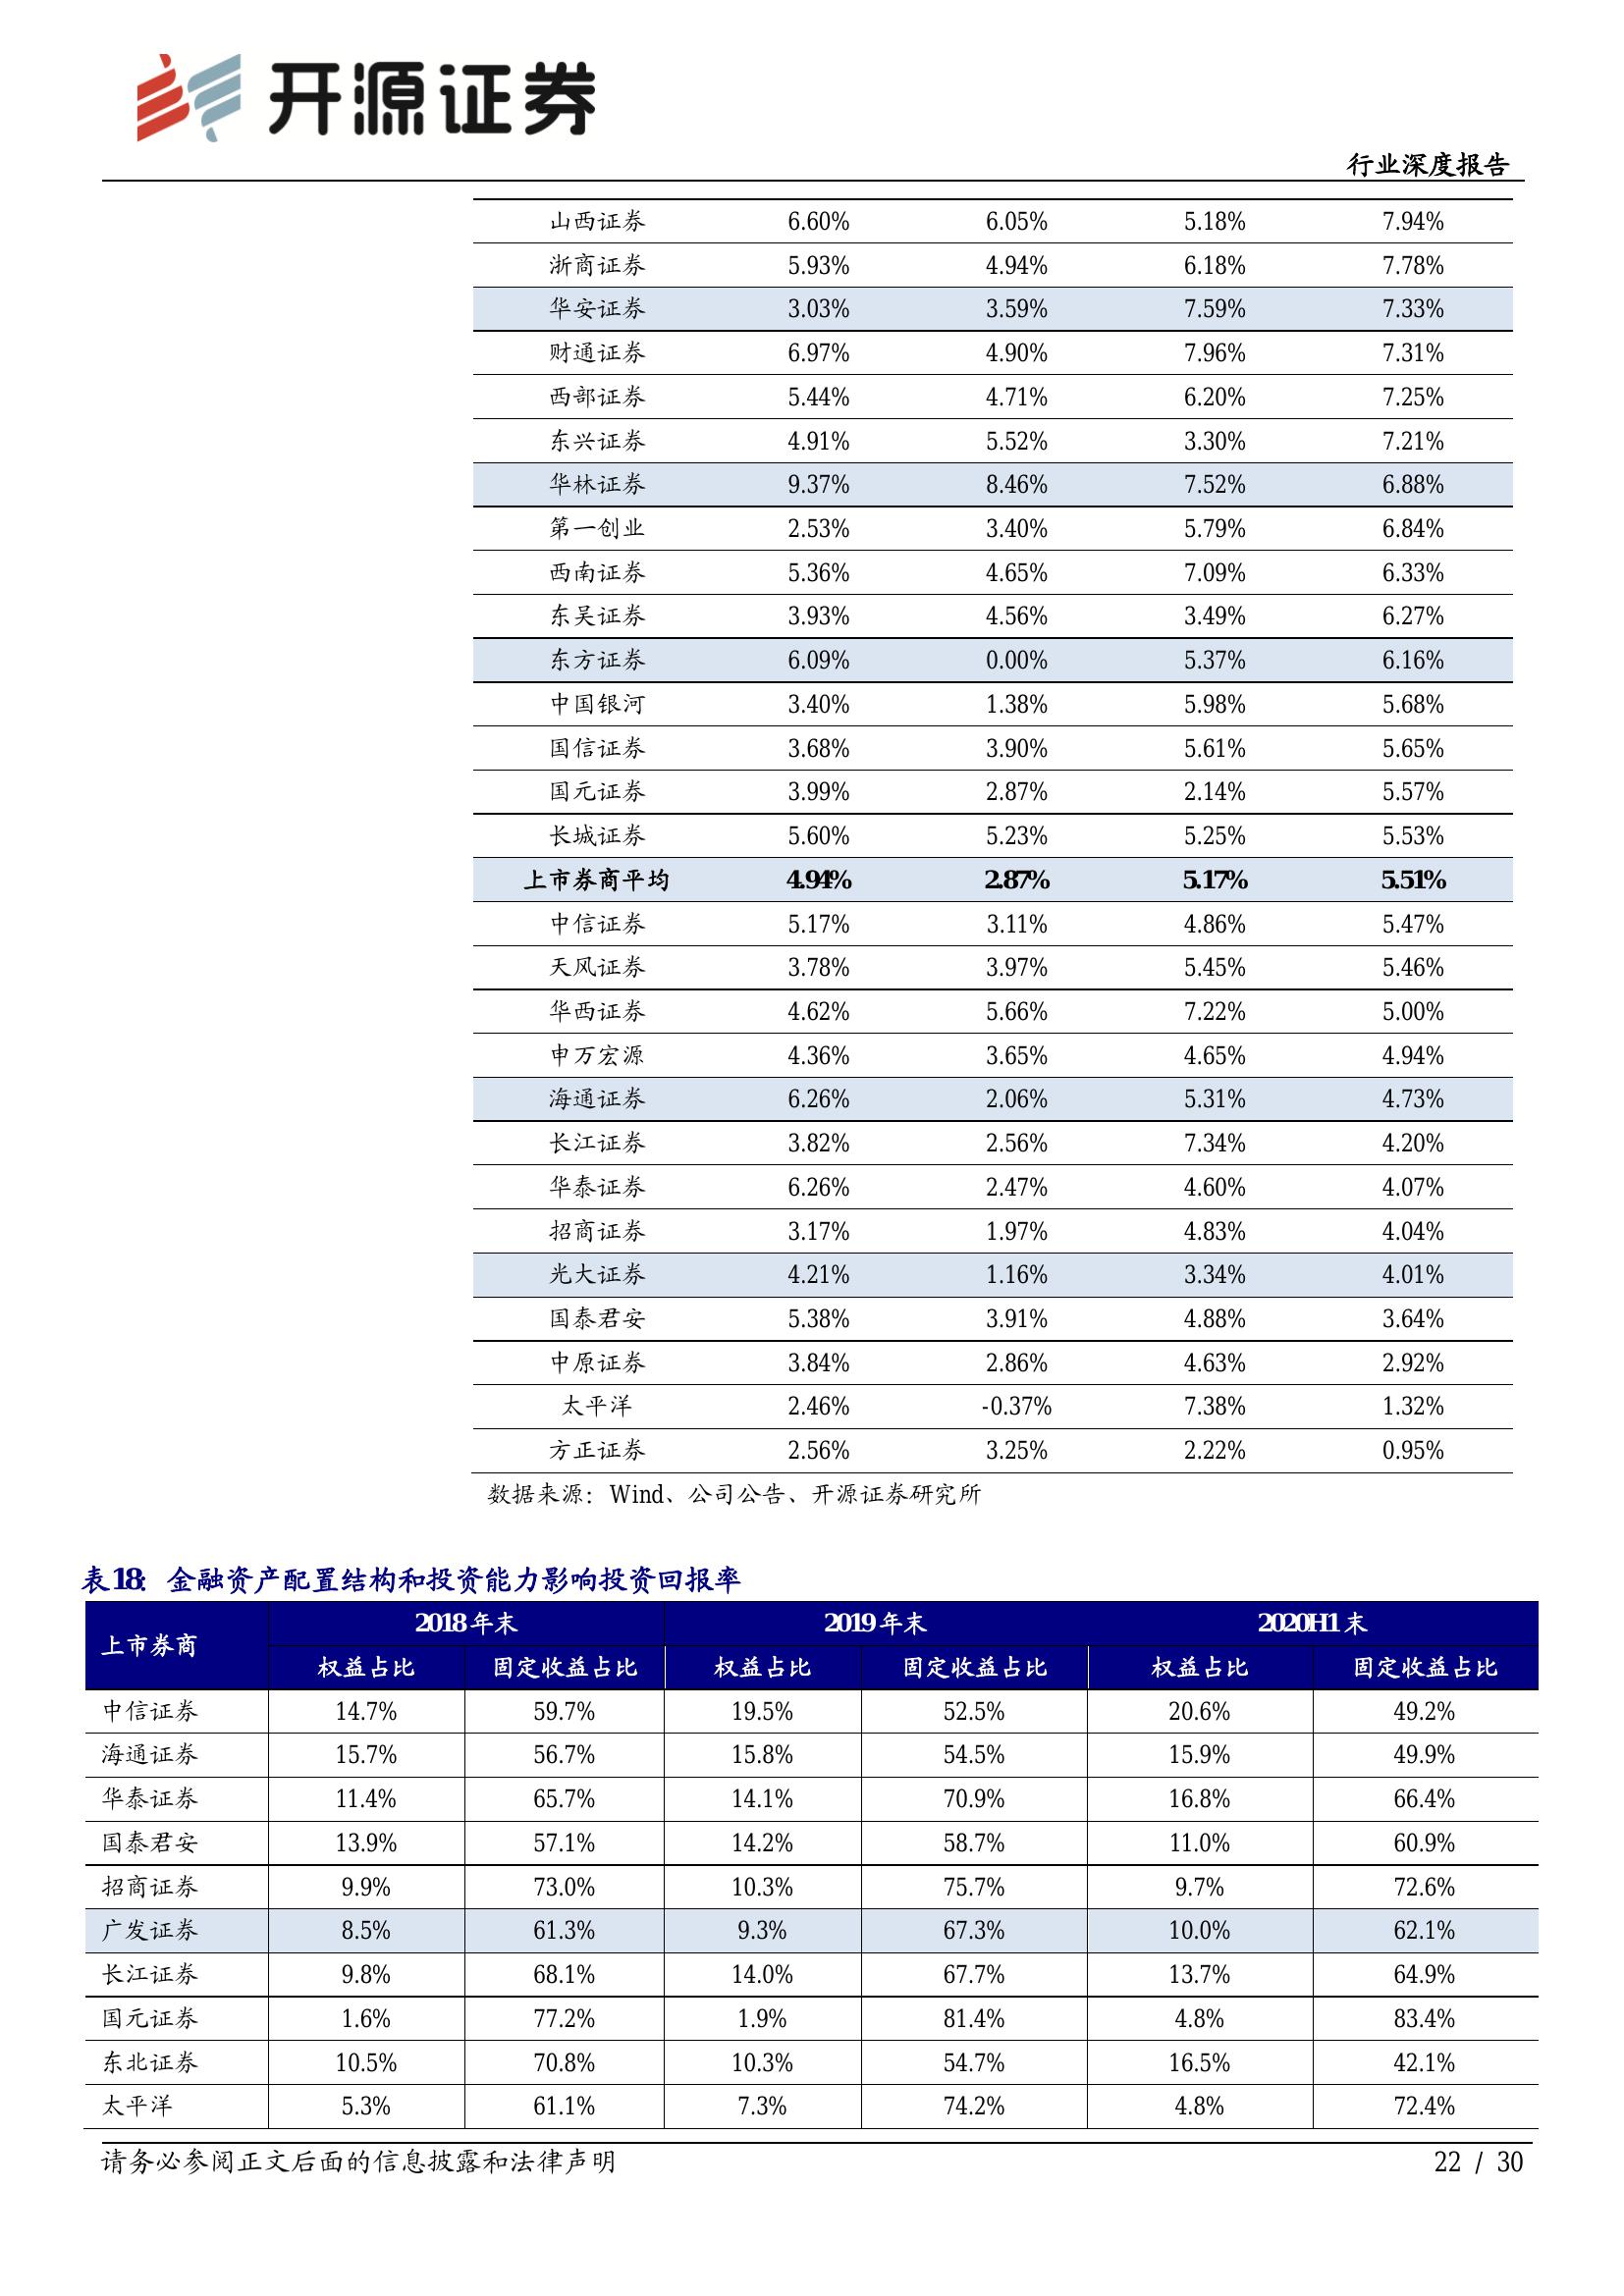 开源证券
行业深度报告
山西证券 6.60% 6.05% 5.18% 7.94%
浙商证券 5.93% 4.94% 6.18% 7.78%
华安证券 3.03% 3.59% 7.59% 7.33%
财通证券 6.97% 4.90% 7.96% 7.31%
西部证券 5.44% 4.71% 6.20% 7.25%
东兴证券 4.91% 5.52% 3.30% 7.21%
华林证券 9.37% 8.46% 7.52% 6.88%
第一创业 2.53% 3.40% 5.79% 6.84%
西南证券 5.36% 4.65% 7.09% 6.33%
东吴证券 3.93% 4.56% 3.49% 6.27%
东方证券 6.09% 0.00% 5.37% 6.16%
中国银河 3.40% 1.38% 5.98% 5.68%
国信证券 3.68% 3.90% 5.61% 5.65%
国元证券 3.99% 2.87% 2.14% 5.57%
长城证券 5.60% 5.23% 5.25% 5.53%
上市券商平均 4.94% 2.87% 5.17% 5.51%
中信证券 5.17% 3.11% 4.86% 5.47%
天风证券 3.78% 3.97% 5.45% 5.46%
华西证券 4.62% 5.66% 7.22% 5.00%
申万宏源 4.36% 3.65% 4.65% 4.94%
海通证券 6.26% 2.06% 5.31% 4.73%
长江证券 3.82% 2.56% 7.34% 4.20%
华泰证券 6.26% 2.47% 4.60% 4.07%
招商证券 3.17% 1.97% 4.83% 4.04%
光大证券 4.21% 1.16% 3.34% 4.01%
国泰君安 5.38% 3.91% 4.88% 3.64%
中原证券 3.84% 2.86% 4.63% 2.92%
太平洋 2.46% -0.37% 7.38% 1.32%
方正证券 2.56% 3.25% 2.22% 0.95%
数据来源：Wind、公司公告、开源证券研究所
表18：金融资产配置结构和投资能力影响投资回报率
上市券商 2018年末 2019年末 2020H1末
权益占比 固定收益占比 权益占比 固定收益占比 权益占比 固定收益占比
中信证券 14.7% 59.7% 19.5% 52.5% 20.6% 49.2%
海通证券 15.7% 56.7% 15.8% 54.5% 15.9% 49.9%
华泰证券 11.4% 65.7% 14.1% 70.9% 16.8% 66.4%
国泰君安 13.9% 57.1% 14.2% 58.7% 11.0% 60.9%
招商证券 9.9% 73.0% 10.3% 75.7% 9.7% 72.6%
广发证券 8.5% 61.3% 9.3% 67.3% 10.0% 62.1%
长江证券 9.8% 68.1% 14.0% 67.7% 13.7% 64.9%
国元证券 1.6% 77.2% 1.9% 81.4% 4.8% 83.4%
东北证券 10.5% 70.8% 10.3% 54.7% 16.5% 42.1%
太平洋 5.3% 61.1% 7.3% 74.2% 4.8% 72.4%
请务必参阅正文后面的信息披露和法律声明
22 / 30